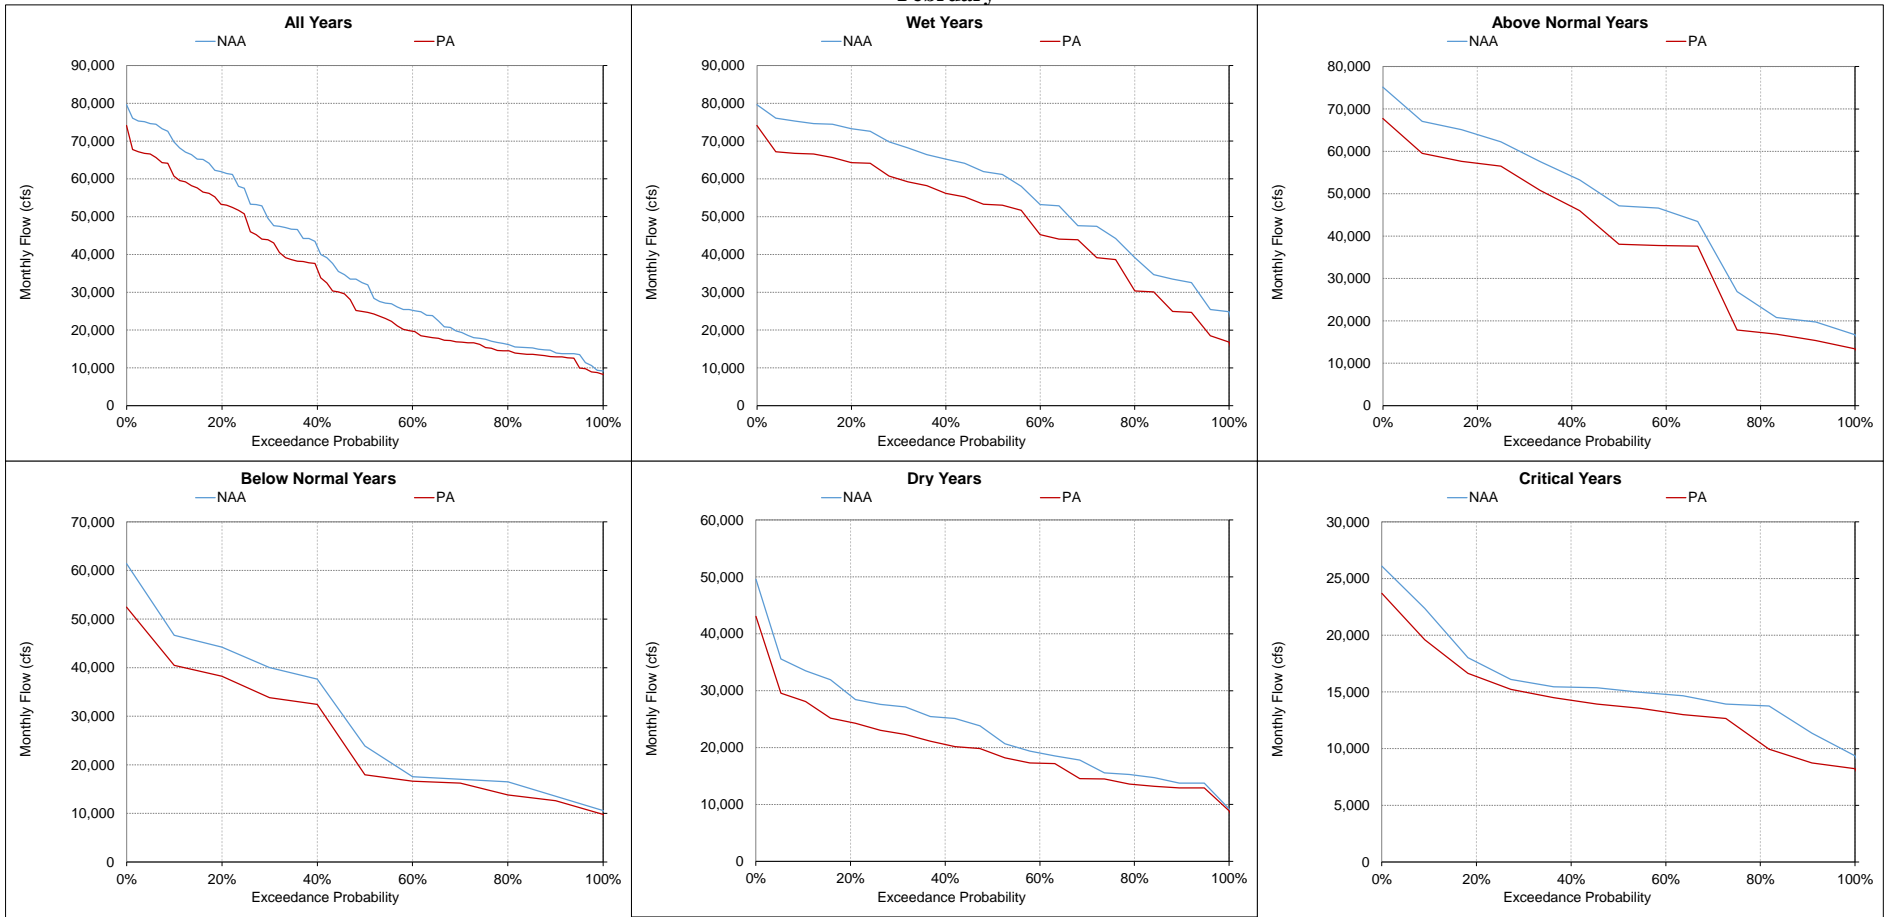 February
All Years
NAA PA
90,000
80,000
70,000
60,000
50,000
40,000
30,000
20,000
10,000
0
Monthly Flow (cfs)
0% 20% 40% 60% 80% 100%
Exceedance Probability
Wet Years
NAA PA
90,000
80,000
70,000
60,000
50,000
40,000
30,000
20,000
10,000
0
Monthly Flow (cfs)
0% 20% 40% 60% 80% 100%
Exceedance Probability
Above Normal Years
NAA PA
80,000
70,000
60,000
50,000
40,000
30,000
20,000
10,000
0
Monthly Flow (cfs)
0% 20% 40% 60% 80% 100%
Exceedance Probability
Below Normal Years
NAA PA
70,000
60,000
50,000
40,000
30,000
20,000
10,000
0
Monthly Flow (cfs)
0% 20% 40% 60% 80% 100%
Exceedance Probability
Dry Years
NAA PA
60,000
50,000
40,000
30,000
20,000
10,000
0
Monthly Flow (cfs)
0% 20% 40% 60% 80% 100%
Exceedance Probability
Critical Years
NAA PA
30,000
25,000
20,000
15,000
10,000
5,000
0
Monthly Flow (cfs)
0% 20% 40% 60% 80% 100%
Exceedance Probability